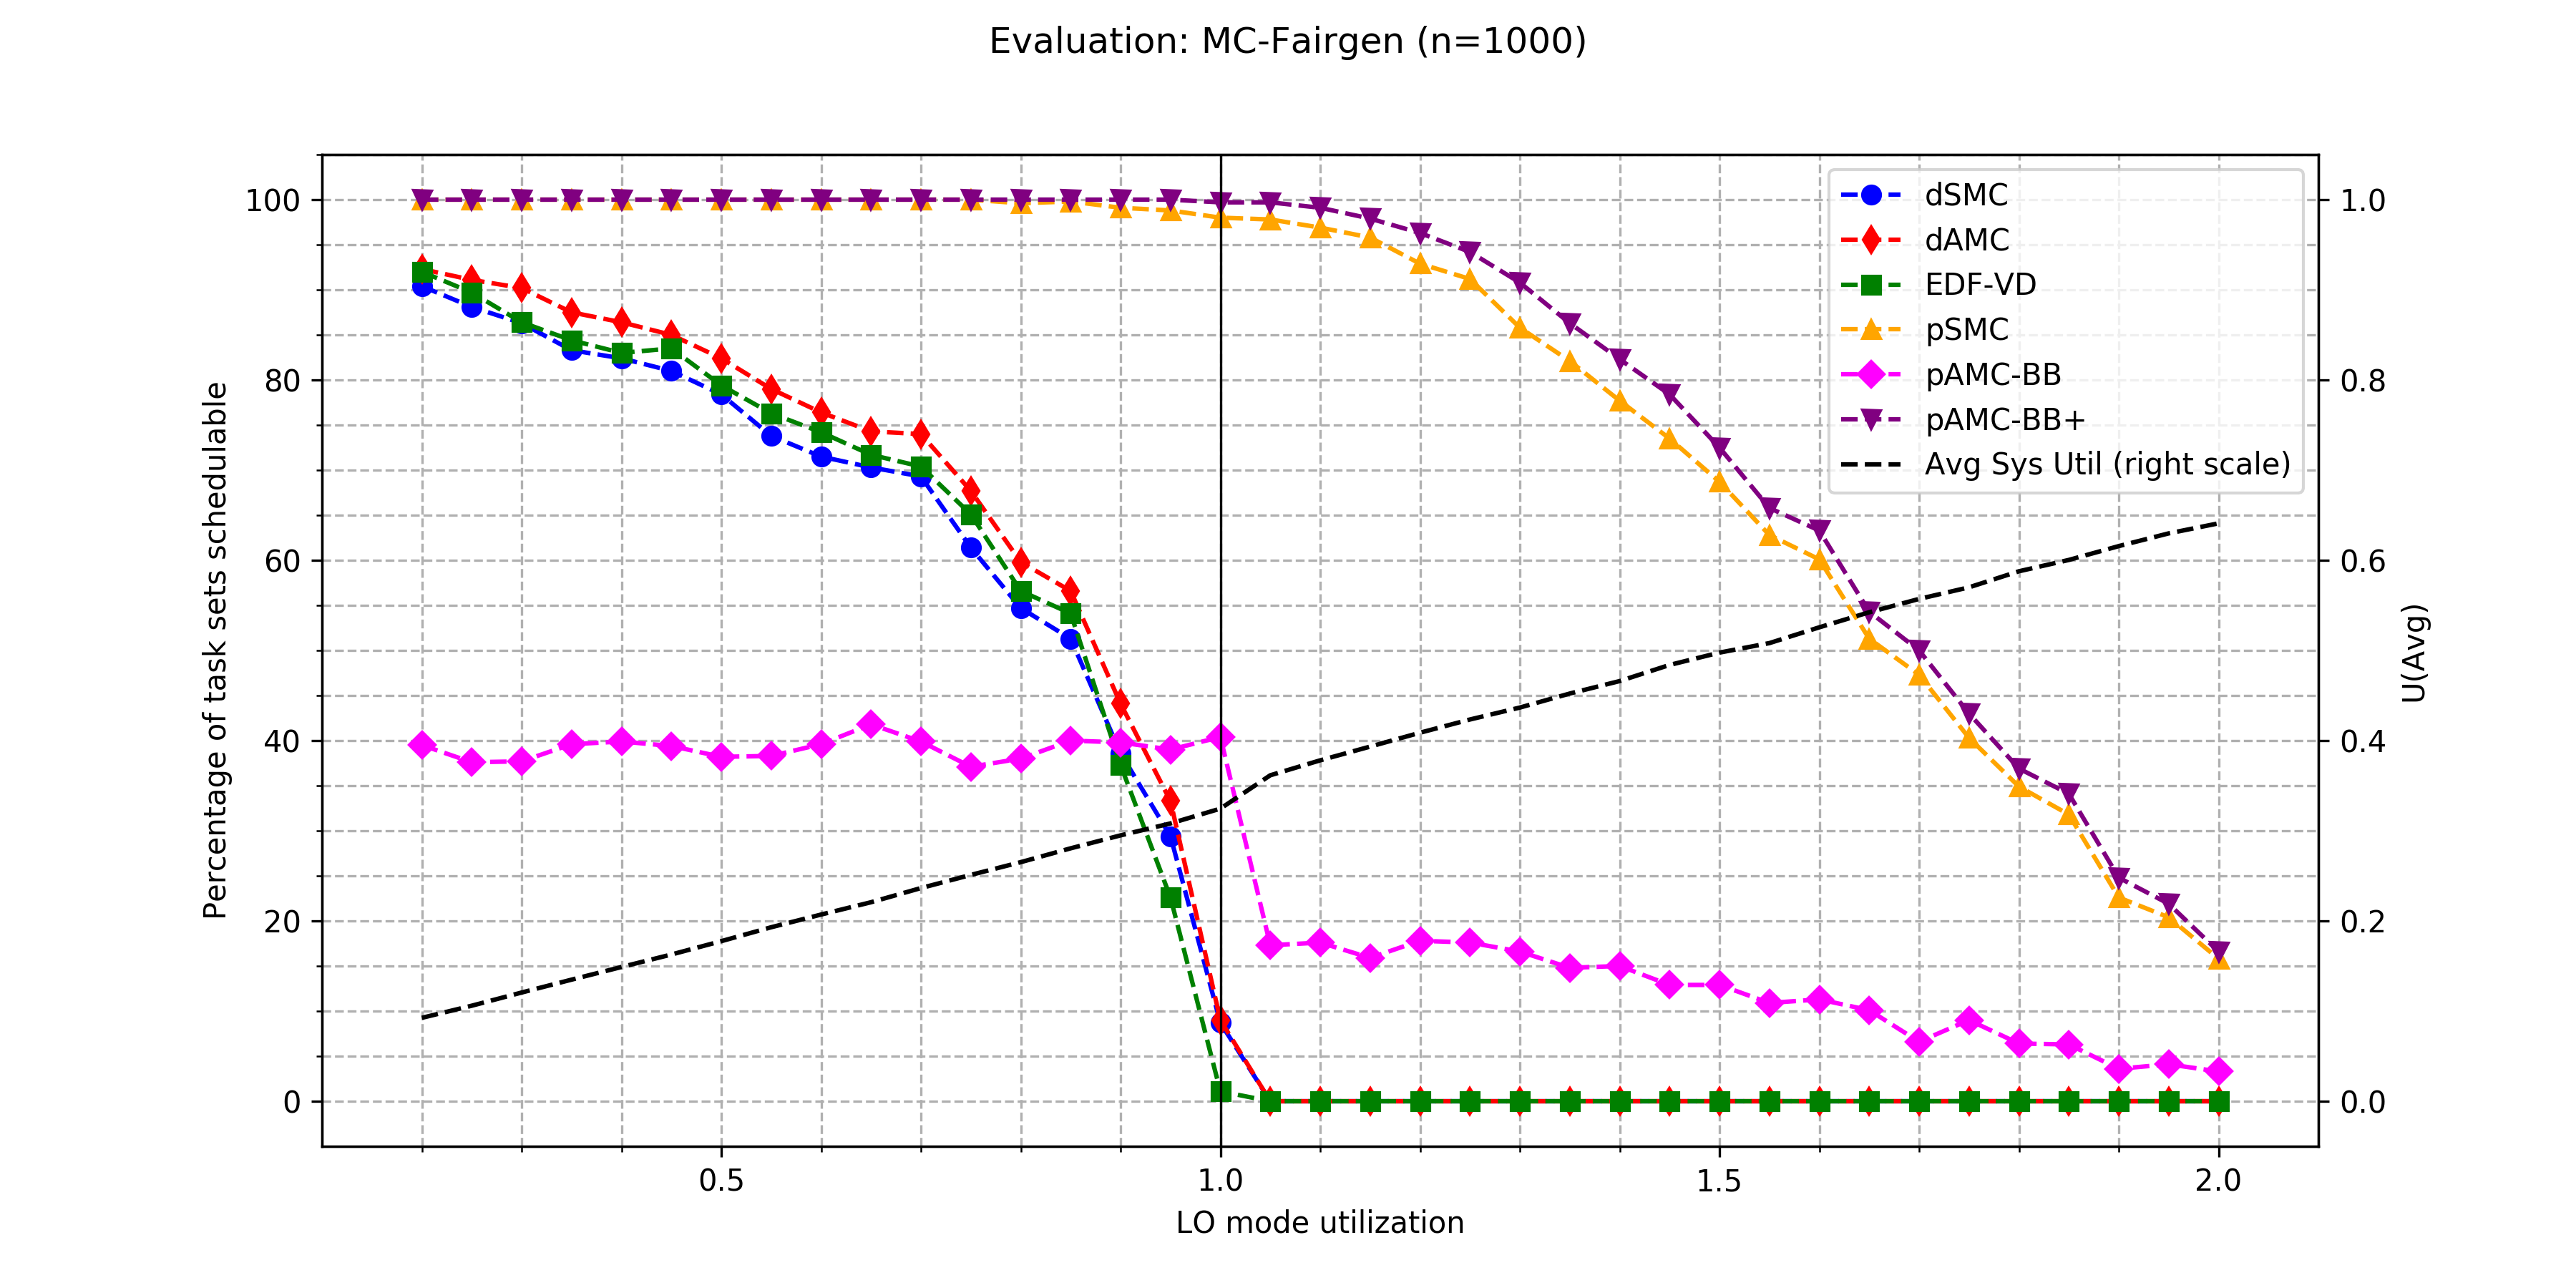 Evaluation: MC-Fairgen (n=1000)
Percentage of task sets schedulable
100
80
60
40
20
0
1.0
0.8
0.6
0.4
0.2
0.0
U(Avg)
dSMC
dAMC
EDF-VD
pSMC
pAMC-BB
pAMC-BB+
Avg Sys Util (right scale)
0.5
1.0
1.5
2.0
LO mode utilization